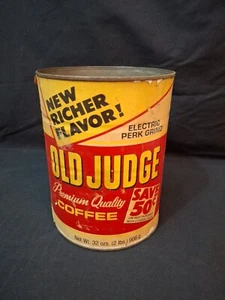 NEW
RICHER
FLAVOR!
ELECTRIC
PERK GRIND
OLD JUDGE
Premium Quality
COFFEE
SAVE
50¢
Net Wt. 32 ozs. (2 lbs.) 908 g